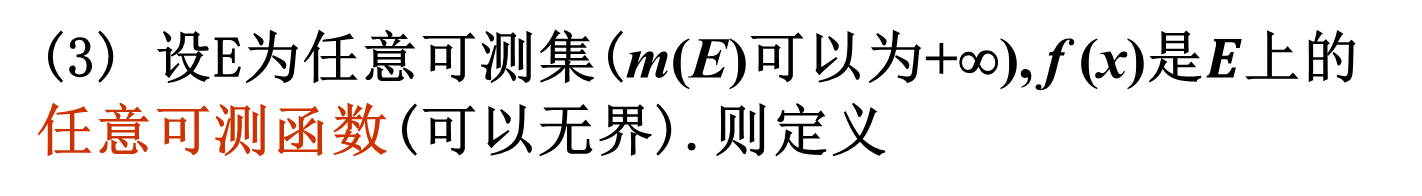 (3) 设E为任意可测集(m(E)可以为+∞),f (x)是E上的
任意可测函数(可以无界).则定义